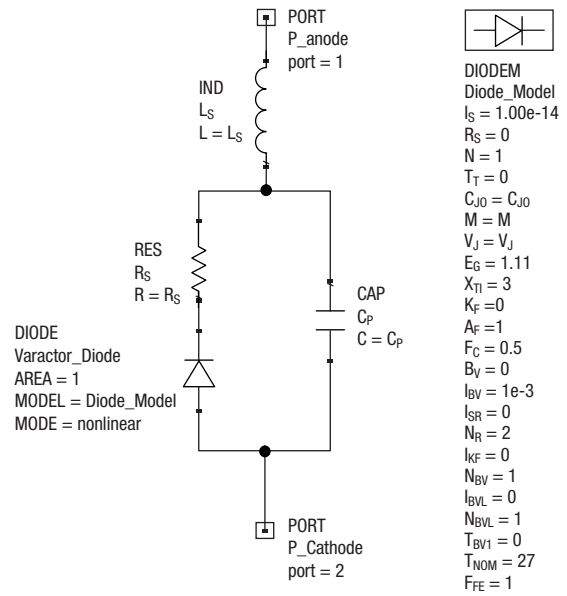 PORT
P_anode
port = 1
IND
LS
L = LS
RES
RS
R = RS
CAP
CP
C = CP
DIODE
Varactor_Diode
AREA = 1
MODEL = Diode_Model
MODE = nonlinear
PORT
P_Cathode
port = 2
DIODEM
Diode_Model
IS = 1.00e-14
RS = 0
N = 1
TT = 0
CJ0 = CJ0
M = M
VJ = VJ
EG = 1.11
XTI = 3
KF =0
AF =1
FC = 0.5
BV = 0
IBV = 1e-3
ISR = 0
NR = 2
IKF = 0
NBV = 1
IBVL = 0
NBVL = 1
TBV1 = 0
TNOM = 27
FFE = 1